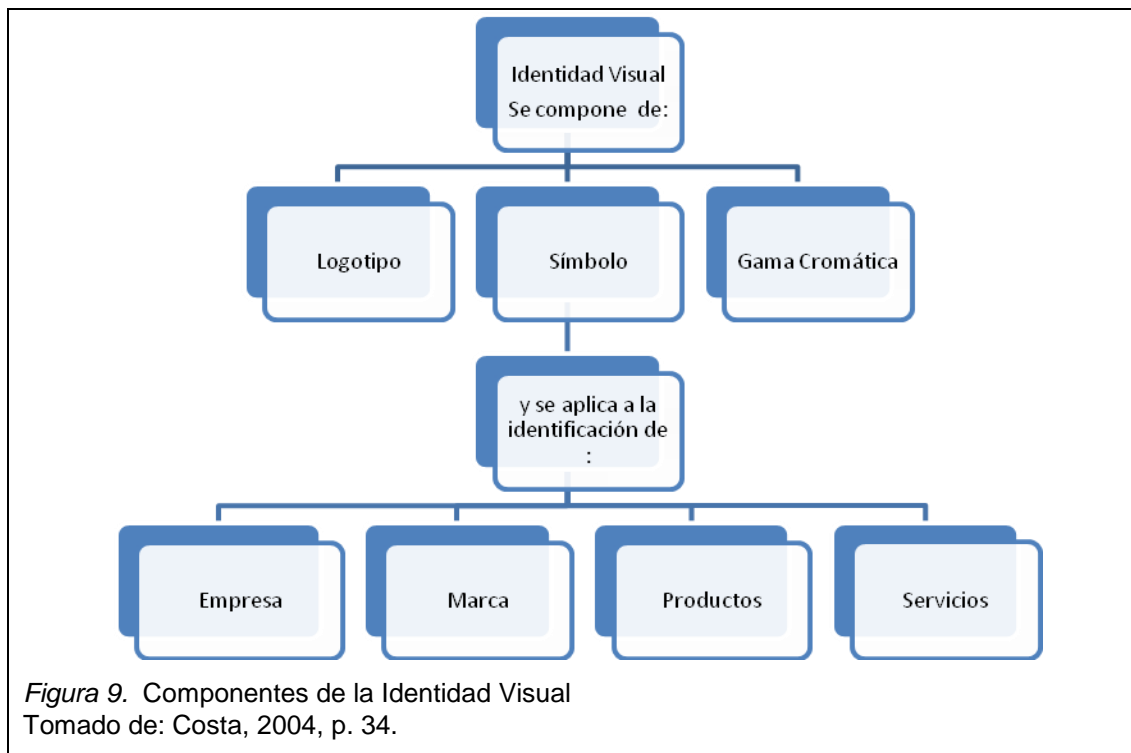 Identidad Visual
Se compone de:
Logotipo
Símbolo
Gama Cromática
y se aplica a la
identificación de
:
Empresa
Marca
Productos
Servicios
Figura 9. Componentes de la Identidad Visual
Tomado de: Costa, 2004, p. 34.